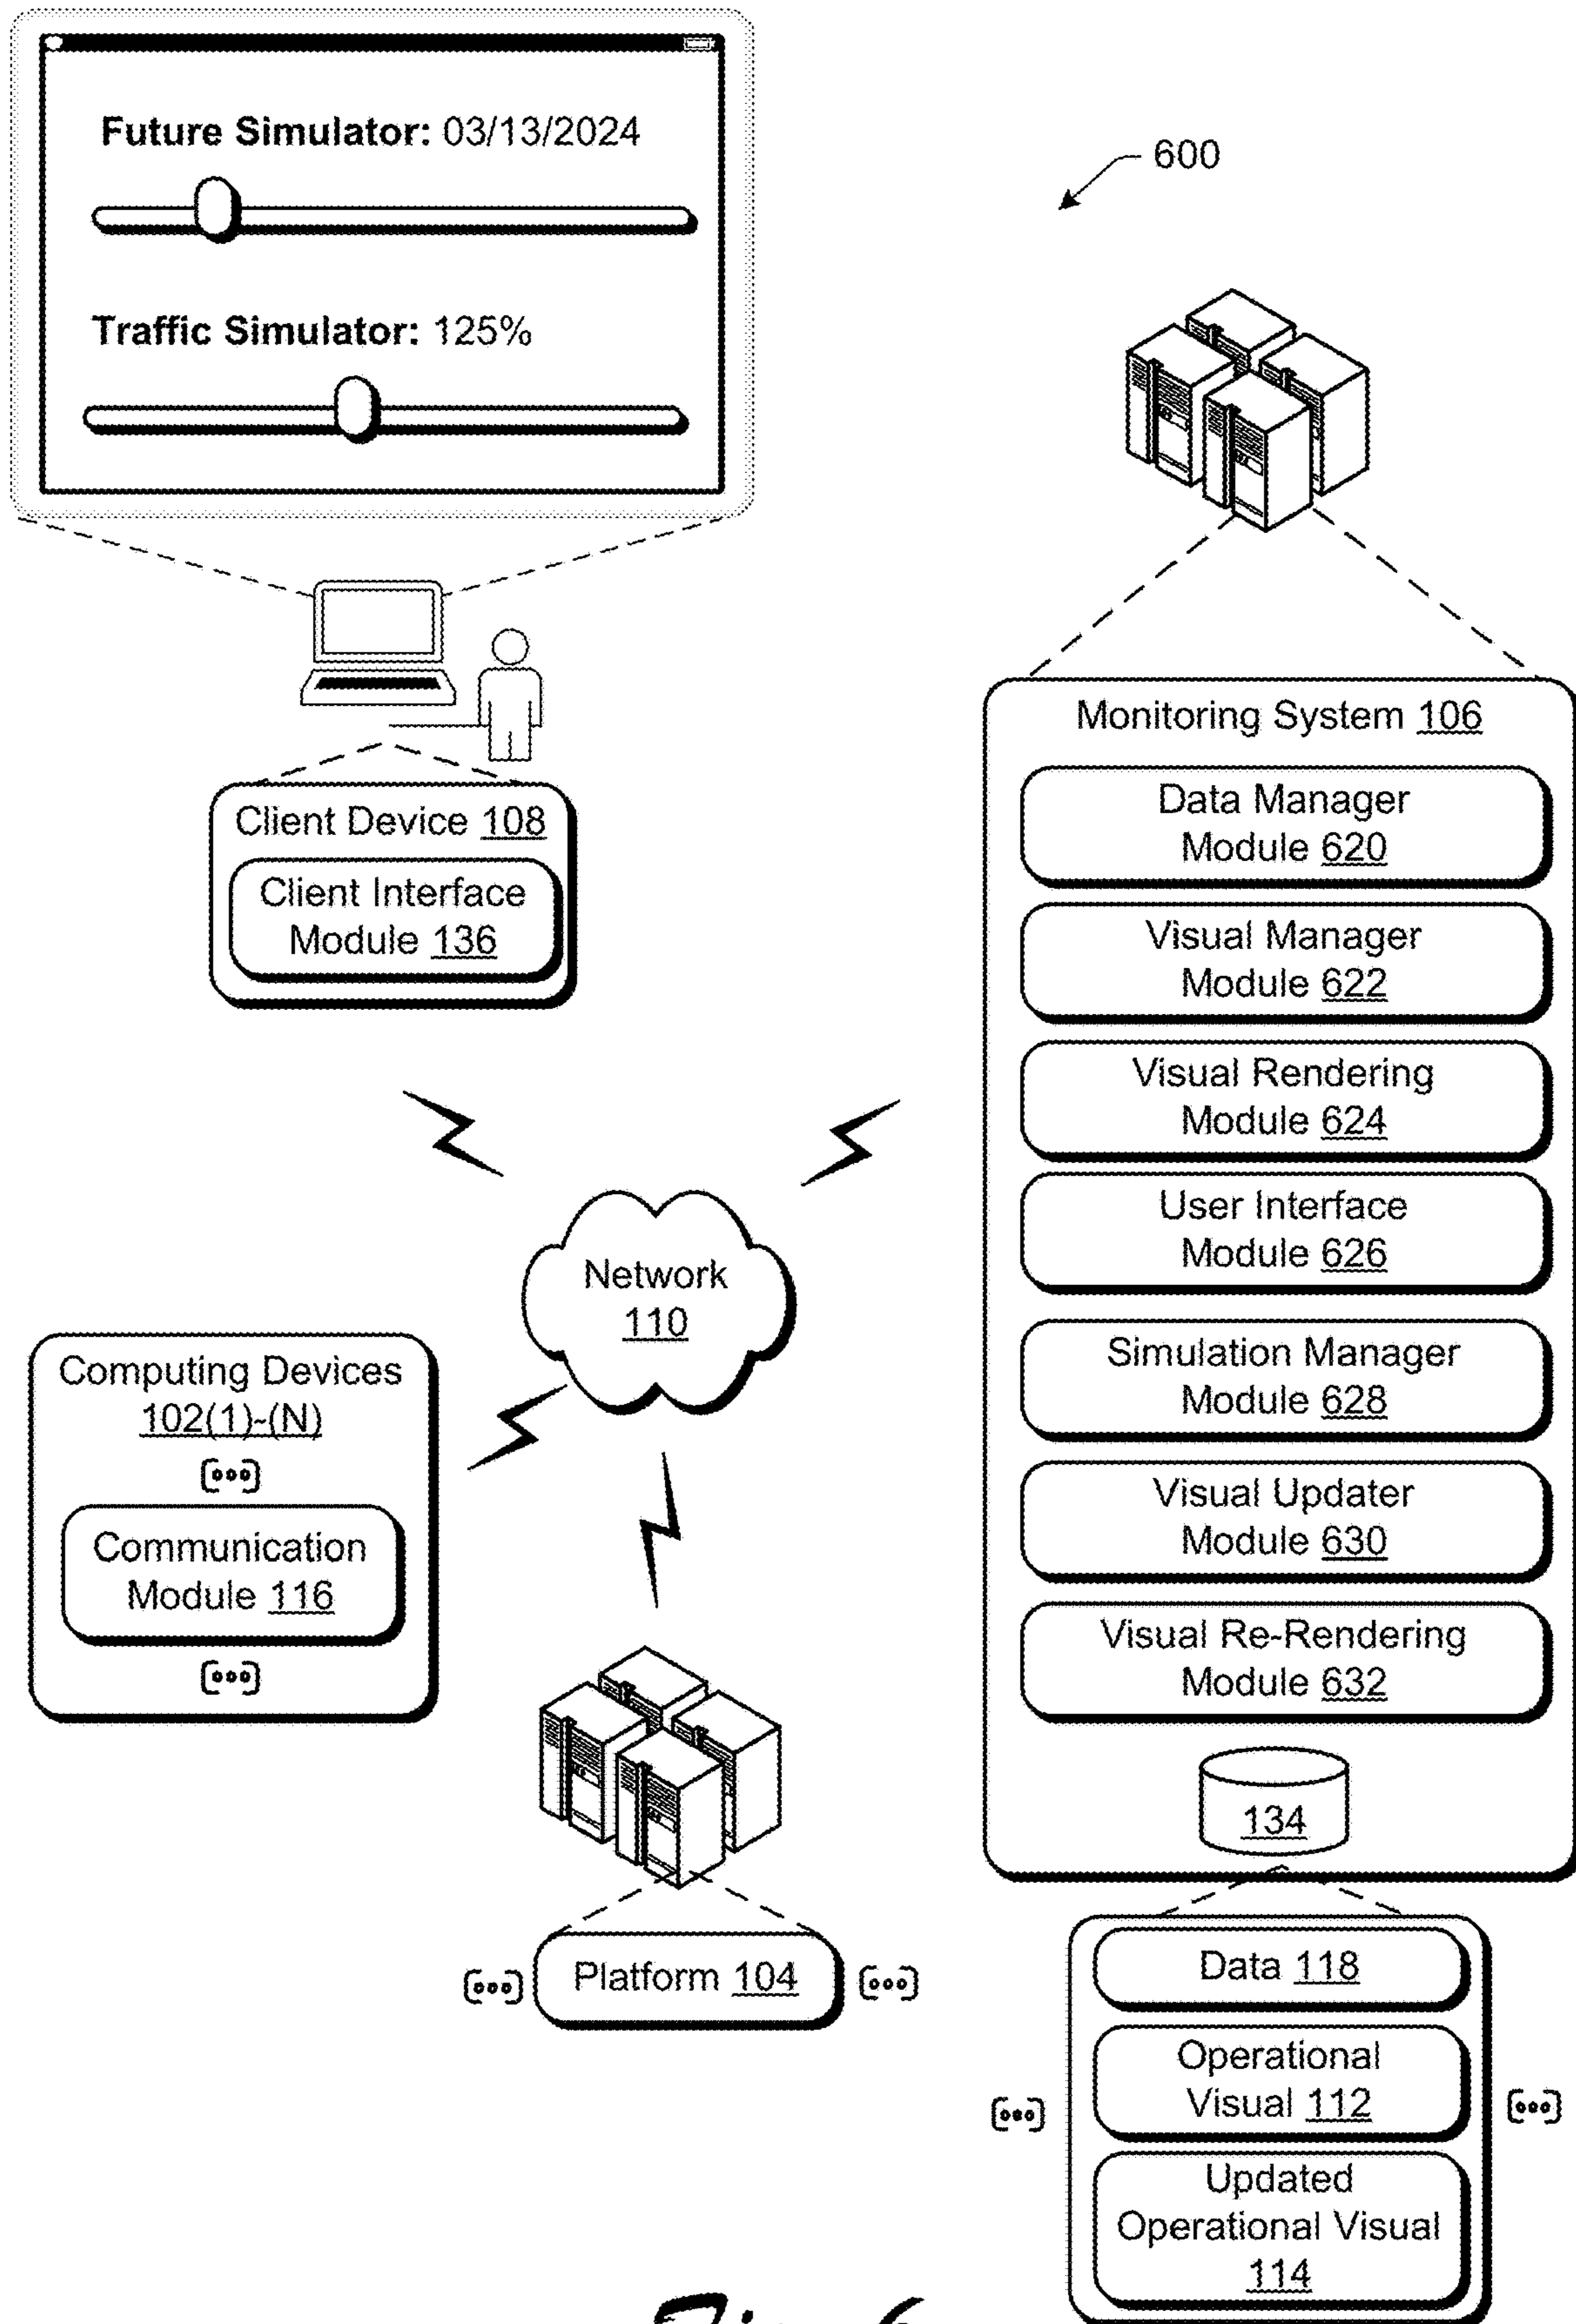 Future Simulator: 03/13/2024
Traffic Simulator: 125%
600
Monitoring System 106
Data Manager
Module 620
Visual Manager
Module 622
Visual Rendering
Module 624
User Interface
Module 626
Simulation Manager
Module 628
Visual Updater
Module 630
Visual Re-Rendering
Module 632
134
Client Device 108
Client Interface
Module 136
Network
110
Computing Devices
102(1)-(N)
Communication
Module 116
Platform 104
Data 118
Operational
Visual 112
Updated
Operational Visual
114